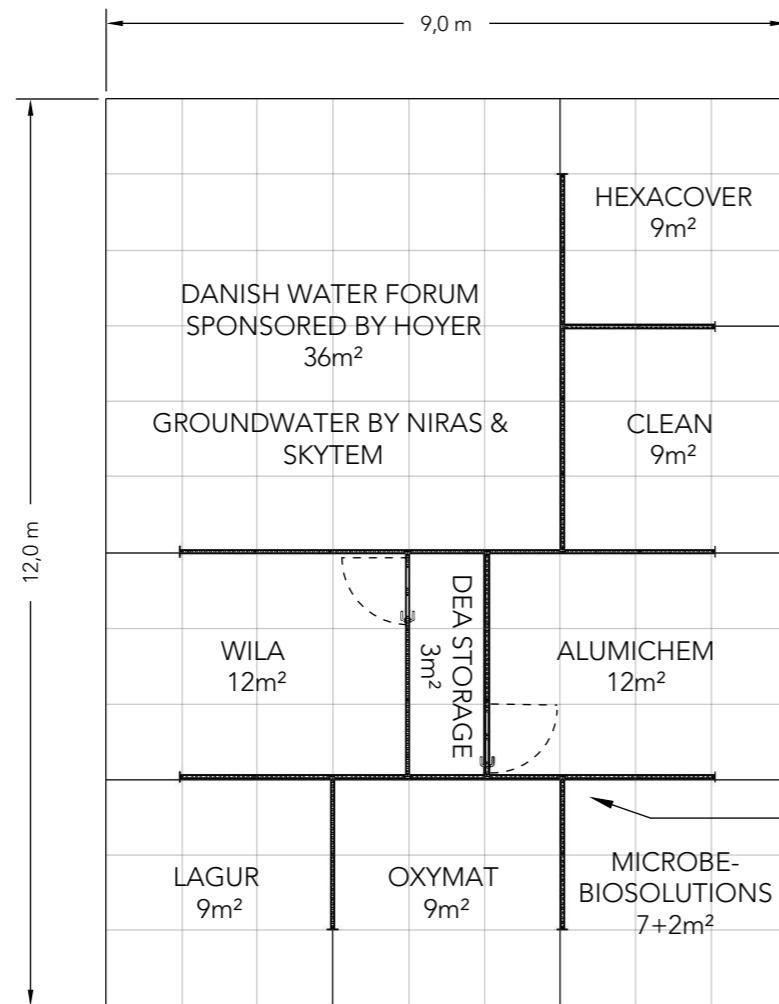 9,0 m
12,0 m
HEXACOVER
9m²
DANISH WATER FORUM
SPONSORED BY HOYER
36m²
GROUNDWATER BY NIRAS &
SKYTEM
CLEAN
9m²
WILA
12m²
DEA STORAGE
3m²
ALUMICHEM
12m²
LAGUR
9m²
OXYMAT
9m²
MICROBE-
BIOSOLUTIONS
7+2m²